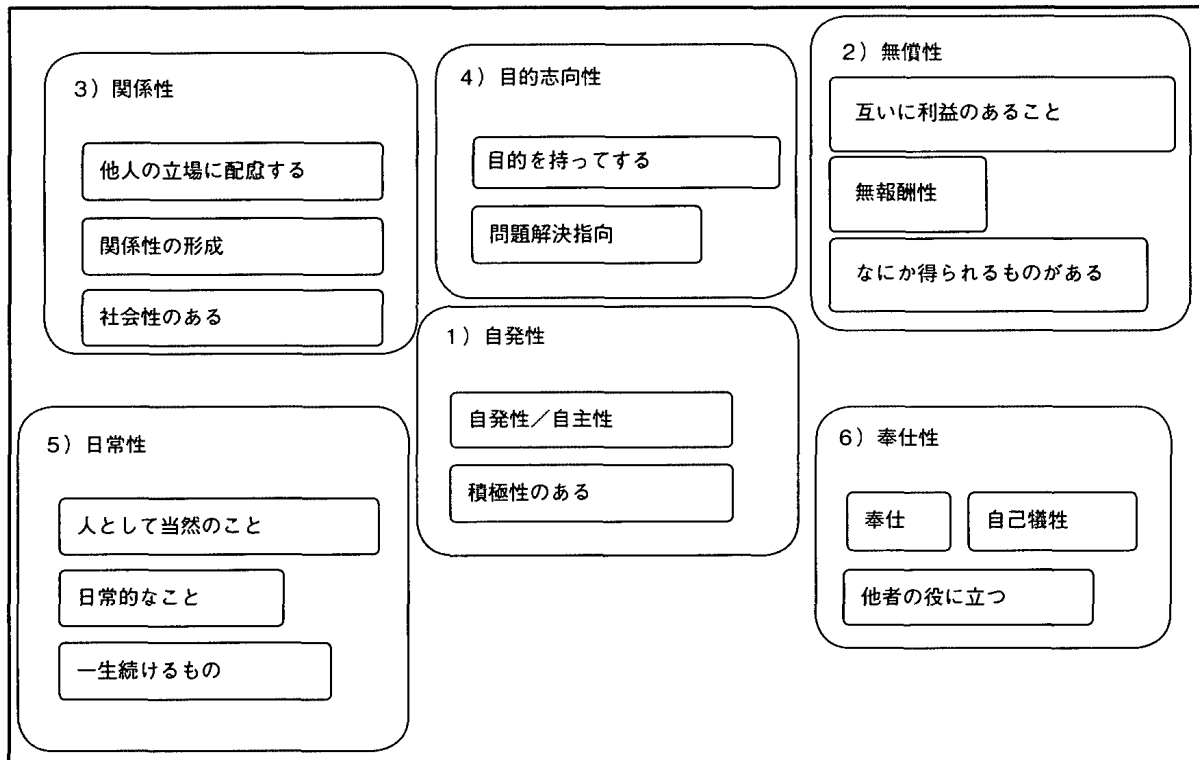 3）関係性
他人の立場に配慮する
関係性の形成
社会性のある
4）目的志向性
目的を持ってする
問題解決指向
2）無償性
互いに利益のあること
無報酬性
なにか得られるものがある
1）自発性
自発性／自主性
積極性のある
5）日常性
人として当然のこと
日常的なこと
一生続けるもの
6）奉仕性
奉仕
自己犠牲
他者の役に立つ